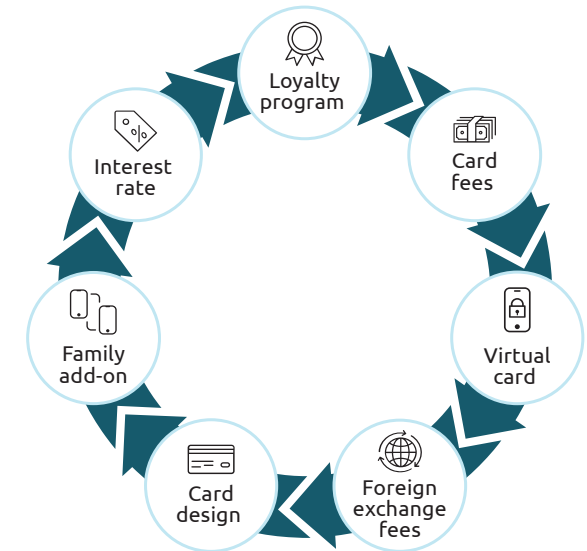 Loyalty
program
Card
fees
Virtual
card
Foreign
exchange
fees
Card
design
Family
add-on
Interest
rate